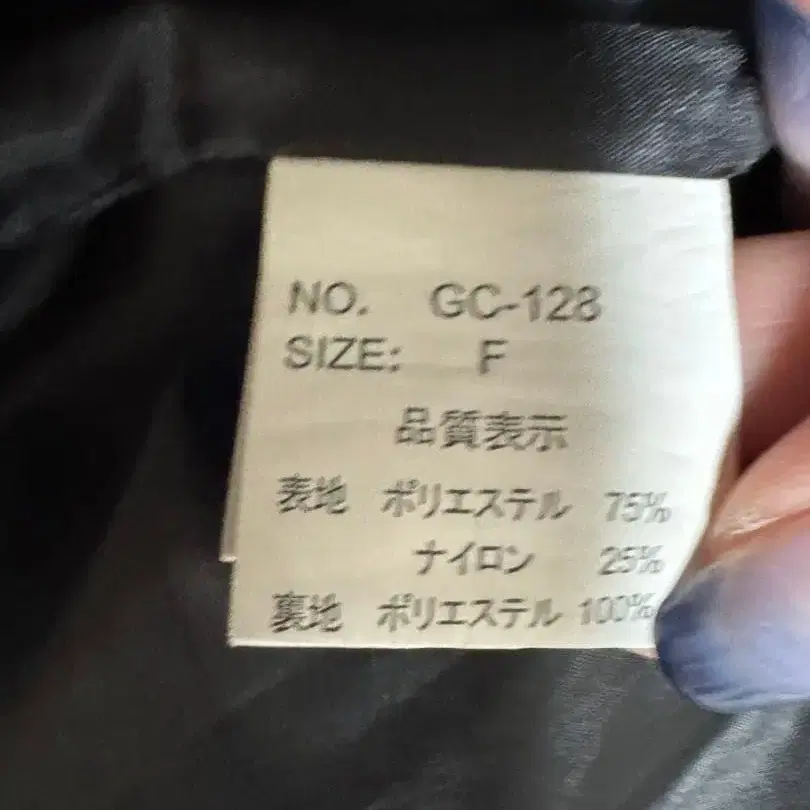 NO. GC-128
SIZE: F
品質表示
表地 ポリエステル 75%
ナイロン 25%
裏地 ポリエステル 100%